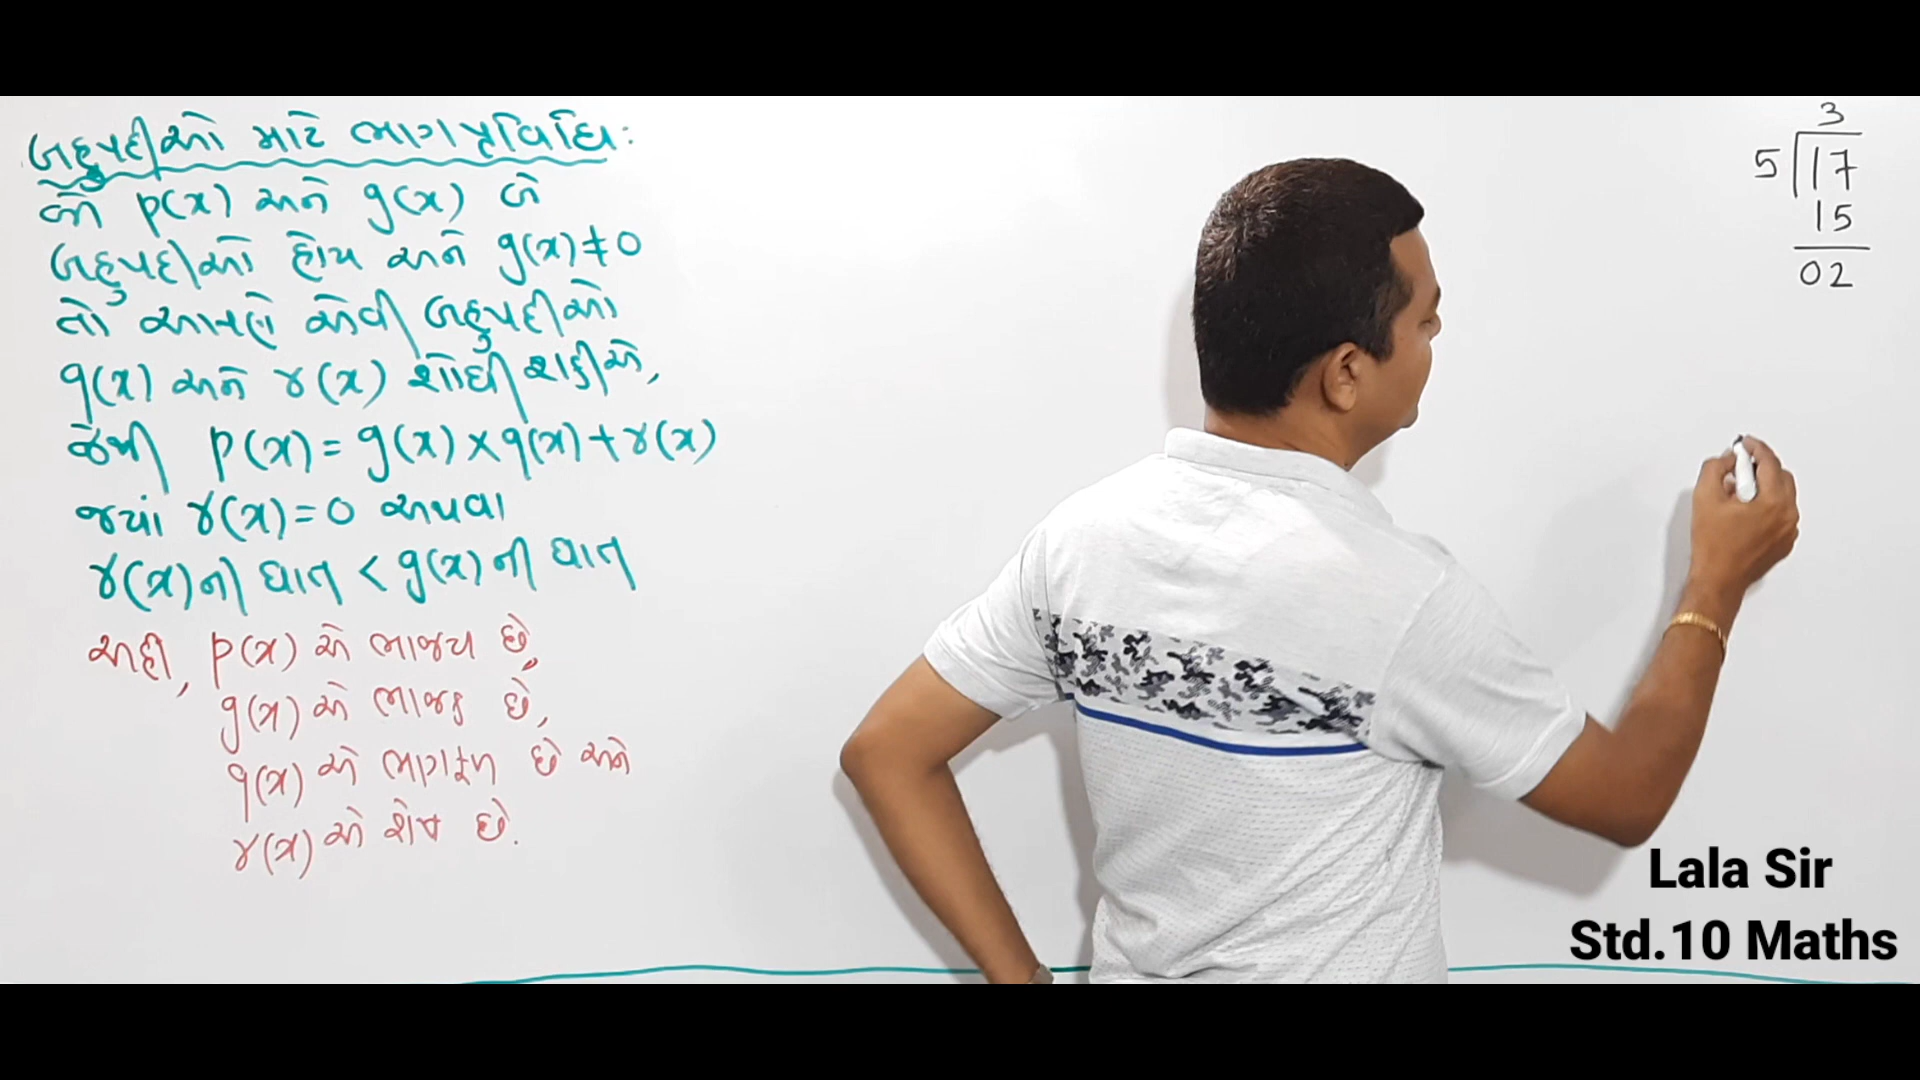 બહુપદીઓ માટે ભાગપ્રવિધિ:
જો p(x) અને g(x) બે
બહુપદીઓ હોય અને g(x)≠0
તો આપણે એવી બહુપદીઓ
q(x) અને r(x) શોધી શકીએ,
જેથી p(x)=g(x)×q(x)+r(x)
જ્યાં r(x)=0 અથવા
r(x)ની ઘાત < g(x)ની ઘાત
અહીં, p(x) એ ભાજ્ય છે,
g(x) એ ભાજક છે,
q(x) એ ભાગફળ છે અને
r(x) એ શેષ છે.
3
5 17
15
02
Lala Sir
Std.10 Maths